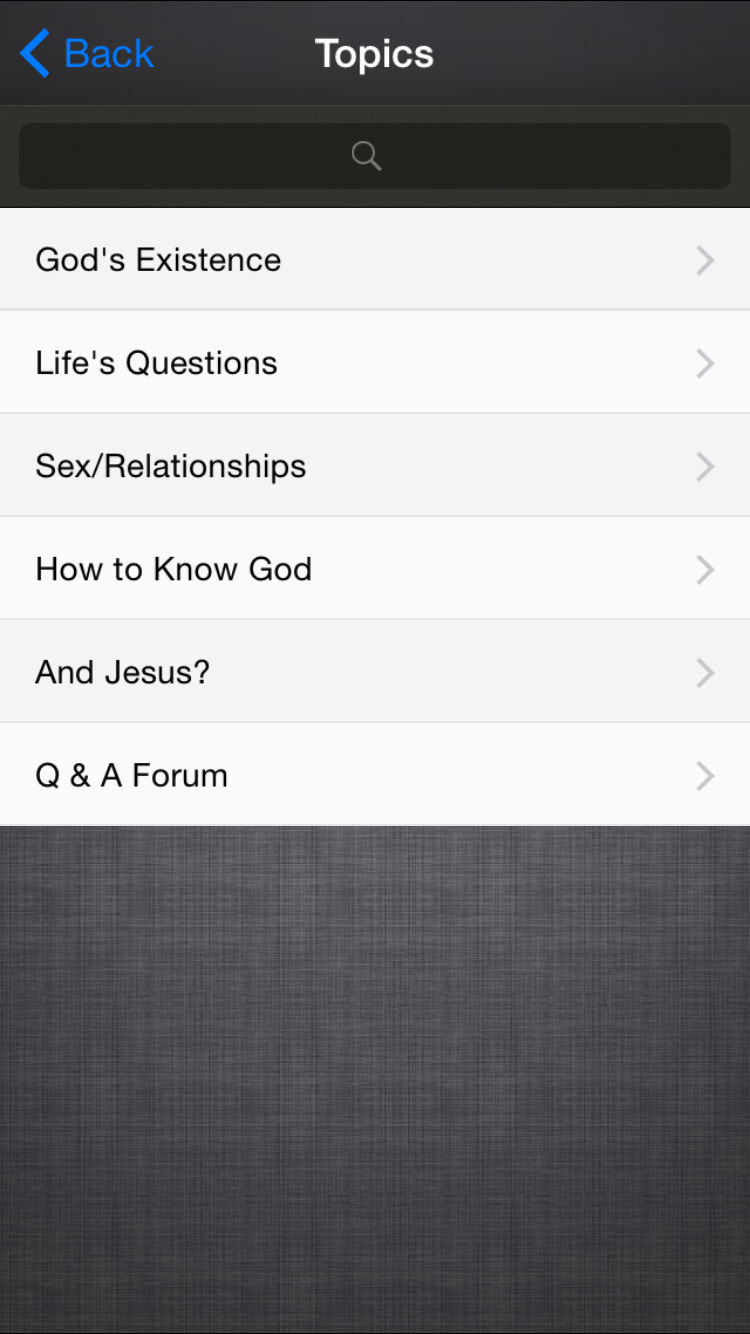 Back
Topics
God's Existence
Life's Questions
Sex/Relationships
How to Know God
And Jesus?
Q & A Forum